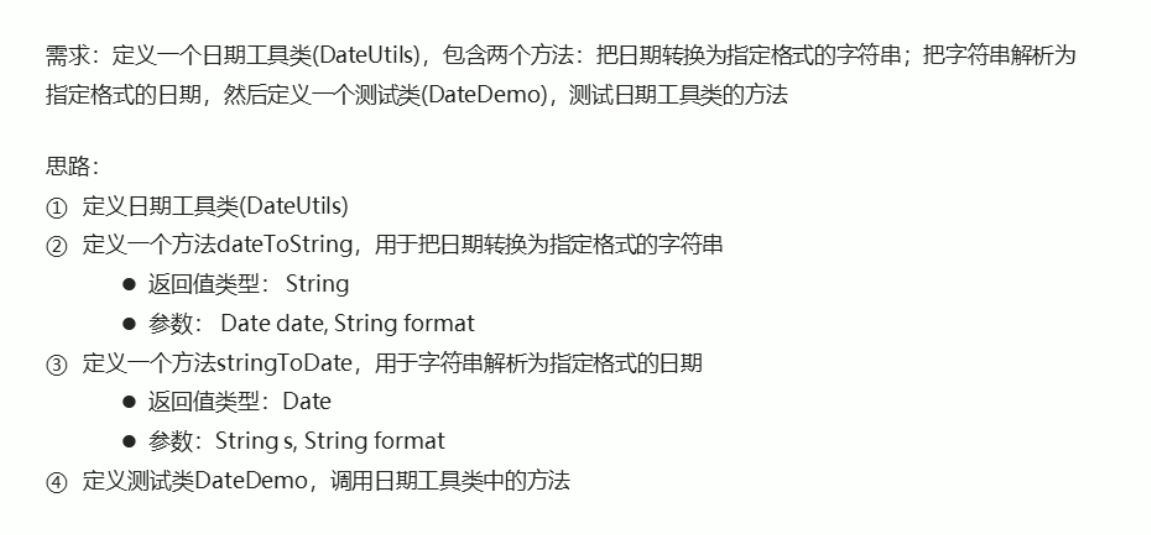 需求：定义一个日期工具类(DateUtils)，包含两个方法：把日期转换为指定格式的字符串；把字符串解析为
指定格式的日期，然后定义一个测试类(DateDemo)，测试日期工具类的方法
思路：
① 定义日期工具类(DateUtils)
② 定义一个方法dateToString，用于把日期转换为指定格式的字符串
● 返回值类型： String
● 参数： Date date, String format
③ 定义一个方法stringToDate，用于字符串解析为指定格式的日期
● 返回值类型：Date
● 参数：String s, String format
④ 定义测试类DateDemo，调用日期工具类中的方法